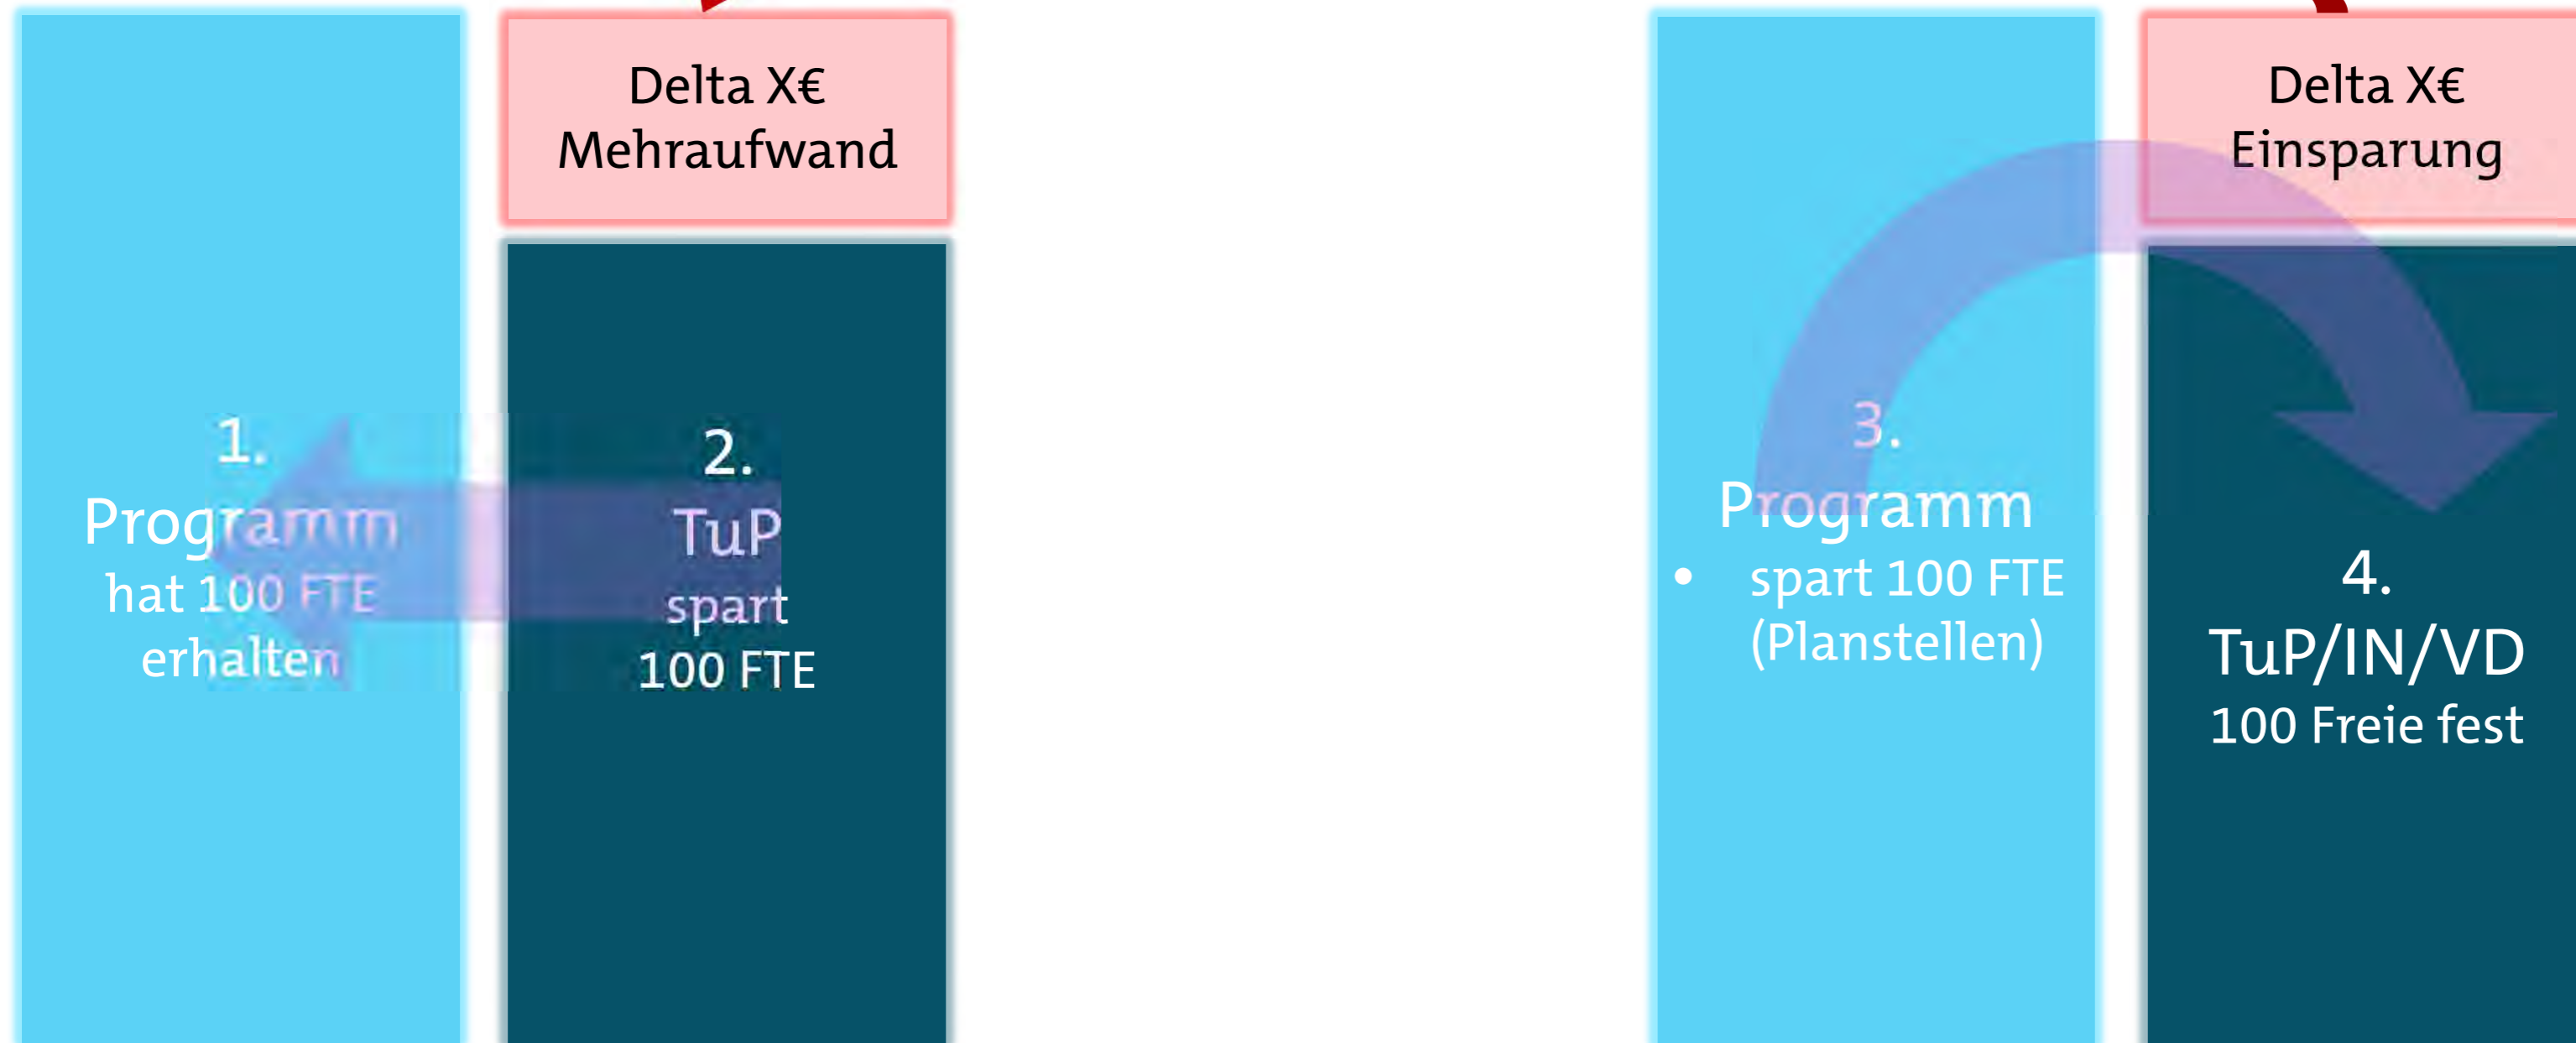 Delta X€
Mehraufwand
1.
Programm
hat 100 FTE
erhalten
2.
TuP
spart
100 FTE
Delta X€
Einsparung
3.
Programm
• spart 100 FTE
(Planstellen)
4.
TuP/IN/VD
100 Freie fest